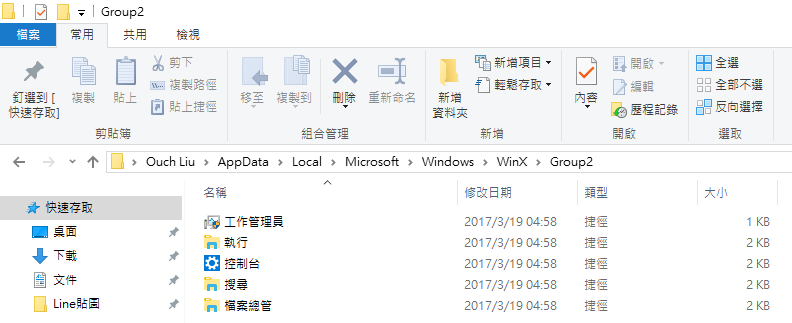 Group2
檔案 常用 共用 檢視
釘選到 [快速存取] 複製 貼上 剪下 複製路徑 貼上捷徑 移至 複製到 刪除 重新命名 新增資料夾 新增項目 輕鬆存取 內容 開啟 編輯 歷程記錄 全選 全部不選 反向選擇
剪貼簿 組合管理 新增 開啟 選取
Ouch Liu > AppData > Local > Microsoft > Windows > WinX > Group2
名稱 修改日期 類型 大小
快速存取
桌面
下載
文件
Line貼圖
工作管理員 2017/3/19 04:58 捷徑 1 KB
執行 2017/3/19 04:58 捷徑 2 KB
控制台 2017/3/19 04:58 捷徑 2 KB
搜尋 2017/3/19 04:58 捷徑 2 KB
檔案總管 2017/3/19 04:58 捷徑 2 KB